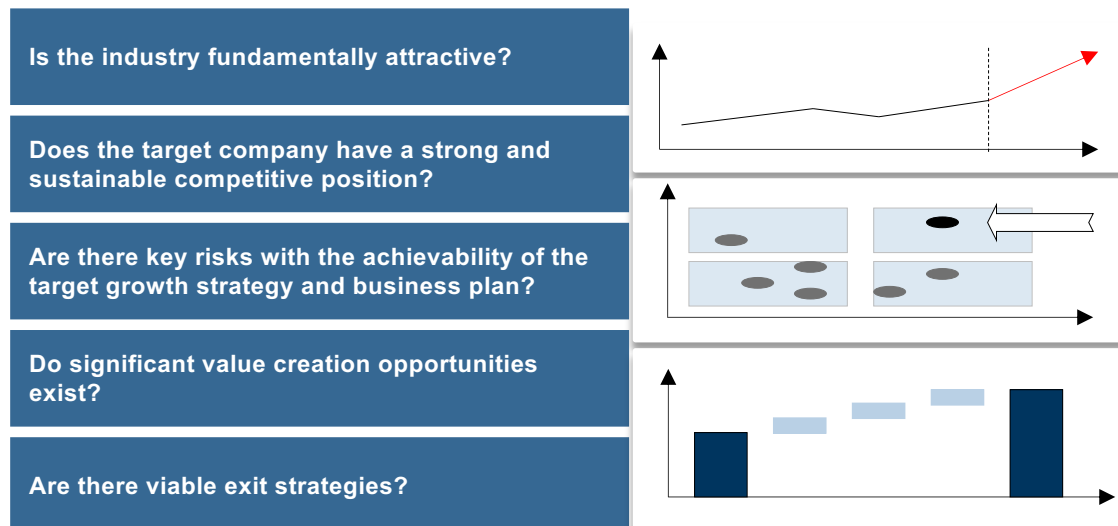 Is the industry fundamentally attractive?
Does the target company have a strong and
sustainable competitive position?
Are there key risks with the achievability of the
target growth strategy and business plan?
Do significant value creation opportunities
exist?
Are there viable exit strategies?